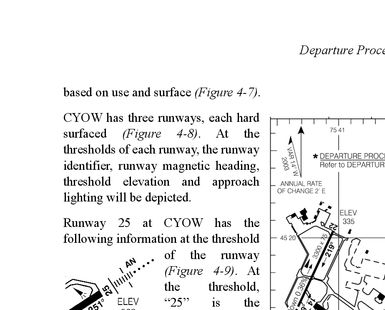 Departure Proce
based on use and surface (Figure 4-7).
CYOW has three runways, each hard
surfaced (Figure 4-8). At the
thresholds of each runway, the runway
identifier, runway magnetic heading,
threshold elevation and approach
lighting will be depicted.
Runway 25 at CYOW has the
following information at the threshold
of the runway
(Figure 4-9). At
the threshold,
“25” is the
AN
251° 25
ELEV
75 41
VAR 14° W
2003
DEPARTURE PROC
Refer to DEPARTUR
ANNUAL RATE
OF CHANGE 2' E
ELEV
335
45 20
22
219°